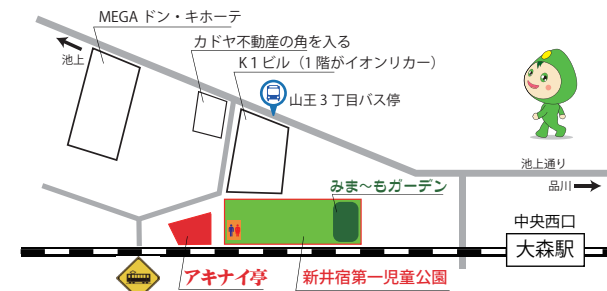 MEGA ドン・キホーテ
池上
カドヤ不動産の角を入る
K1ビル（1階がイオンリカー）
山王3丁目バス停
池上通り
品川
みま～もガーデン
中央西口
大森駅
アキナイ亭
新井宿第一児童公園